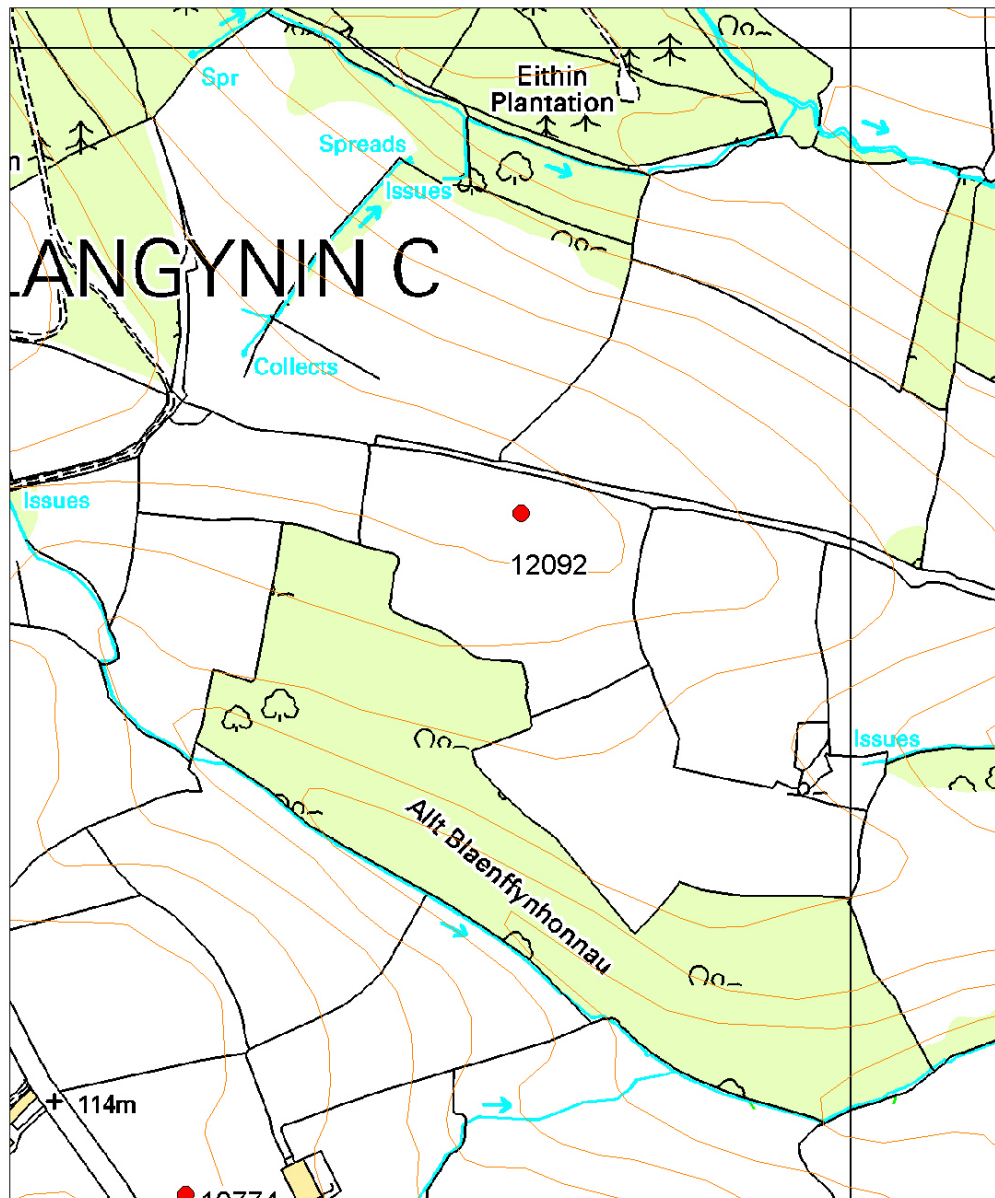 Eithin
Plantation
Spr
Spreads
Issues
LANGYNIN C
Collects
Issues
12092
Issues
Allt Blaenffynhonnau
114m